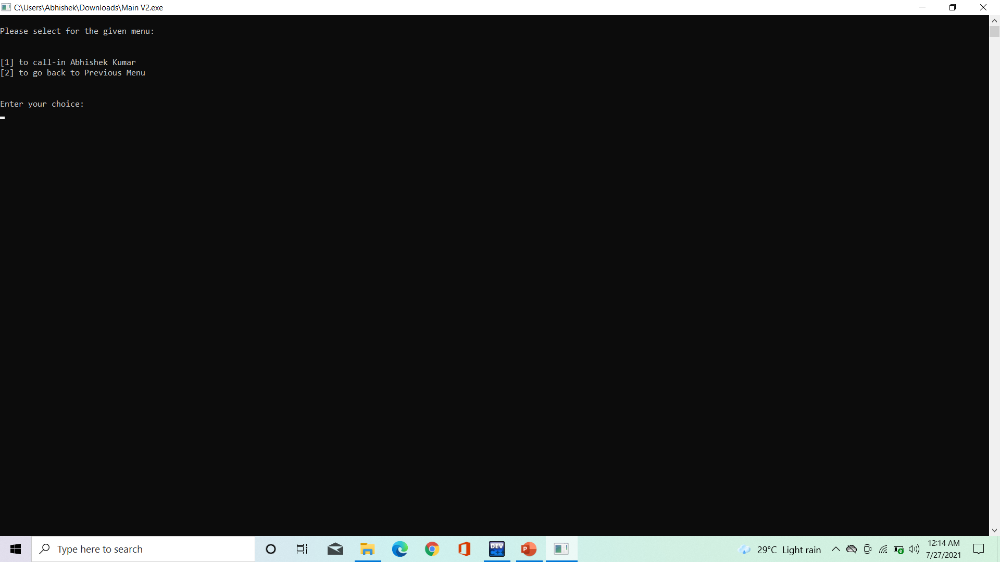 C:\Users\Abhishek\Downloads\Main V2.exe
Please select for the given menu:
[1] to call-in Abhishek Kumar
[2] to go back to Previous Menu
Enter your choice:
Type here to search
DEV
C++
P
29°C Light rain
12:14 AM
7/27/2021